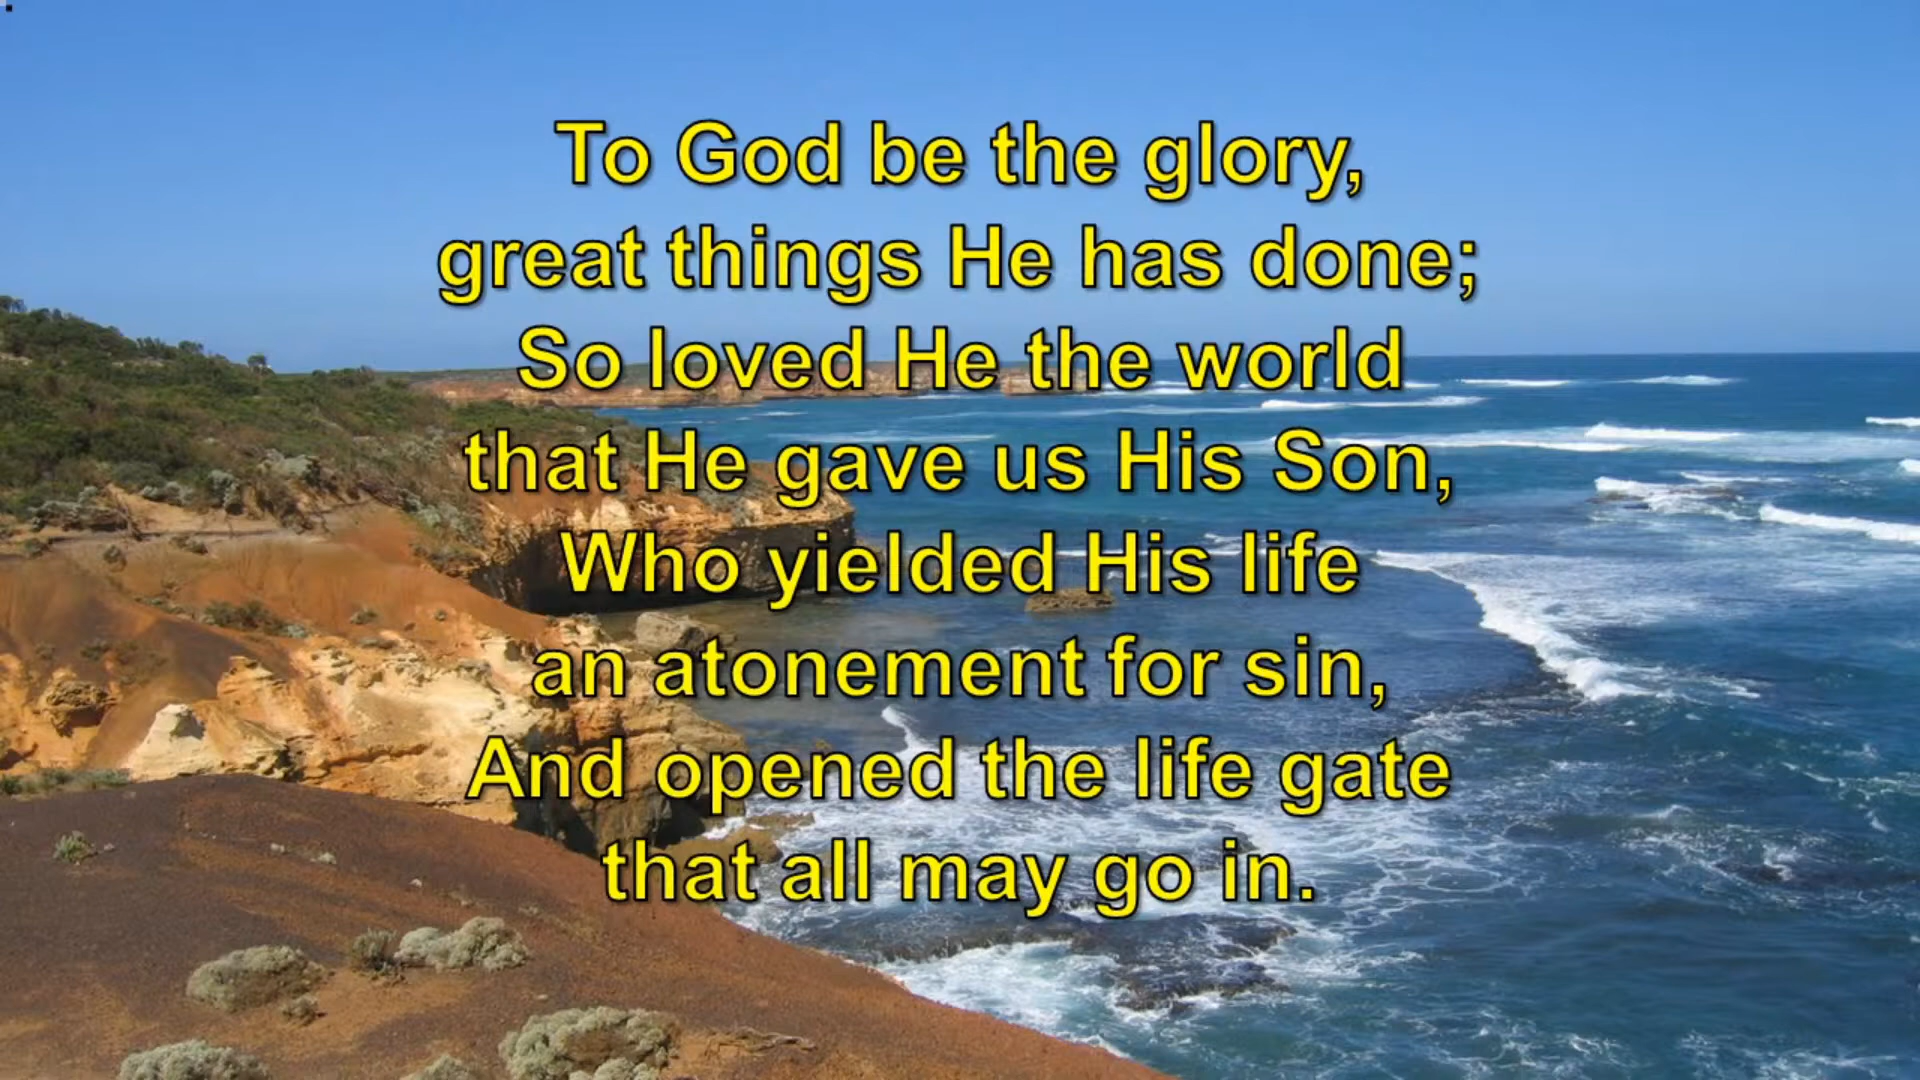 To God be the glory,
great things He has done;
So loved He the world
that He gave us His Son,
Who yielded His life
an atonement for sin,
And opened the life gate
that all may go in.